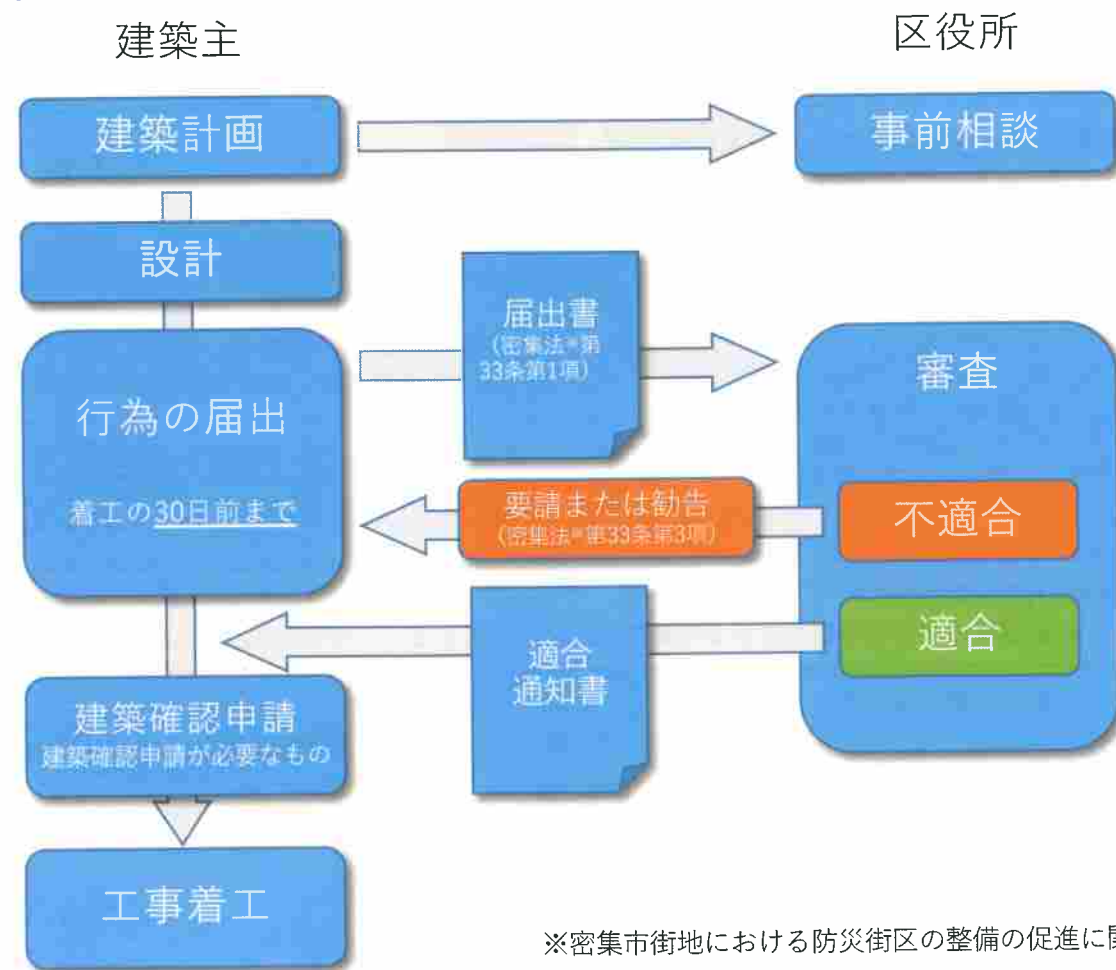 建築主
区役所
建築計画
事前相談
設計
届出書
(密集法※第
33条第1項)
審査
行為の届出
着工の30日前まで
要請または勧告
(密集法※第33条第3項)
不適合
適合
適合
通知書
建築確認申請
建築確認申請が必要なもの
工事着工
※密集市街地における防災街区の整備の促進に